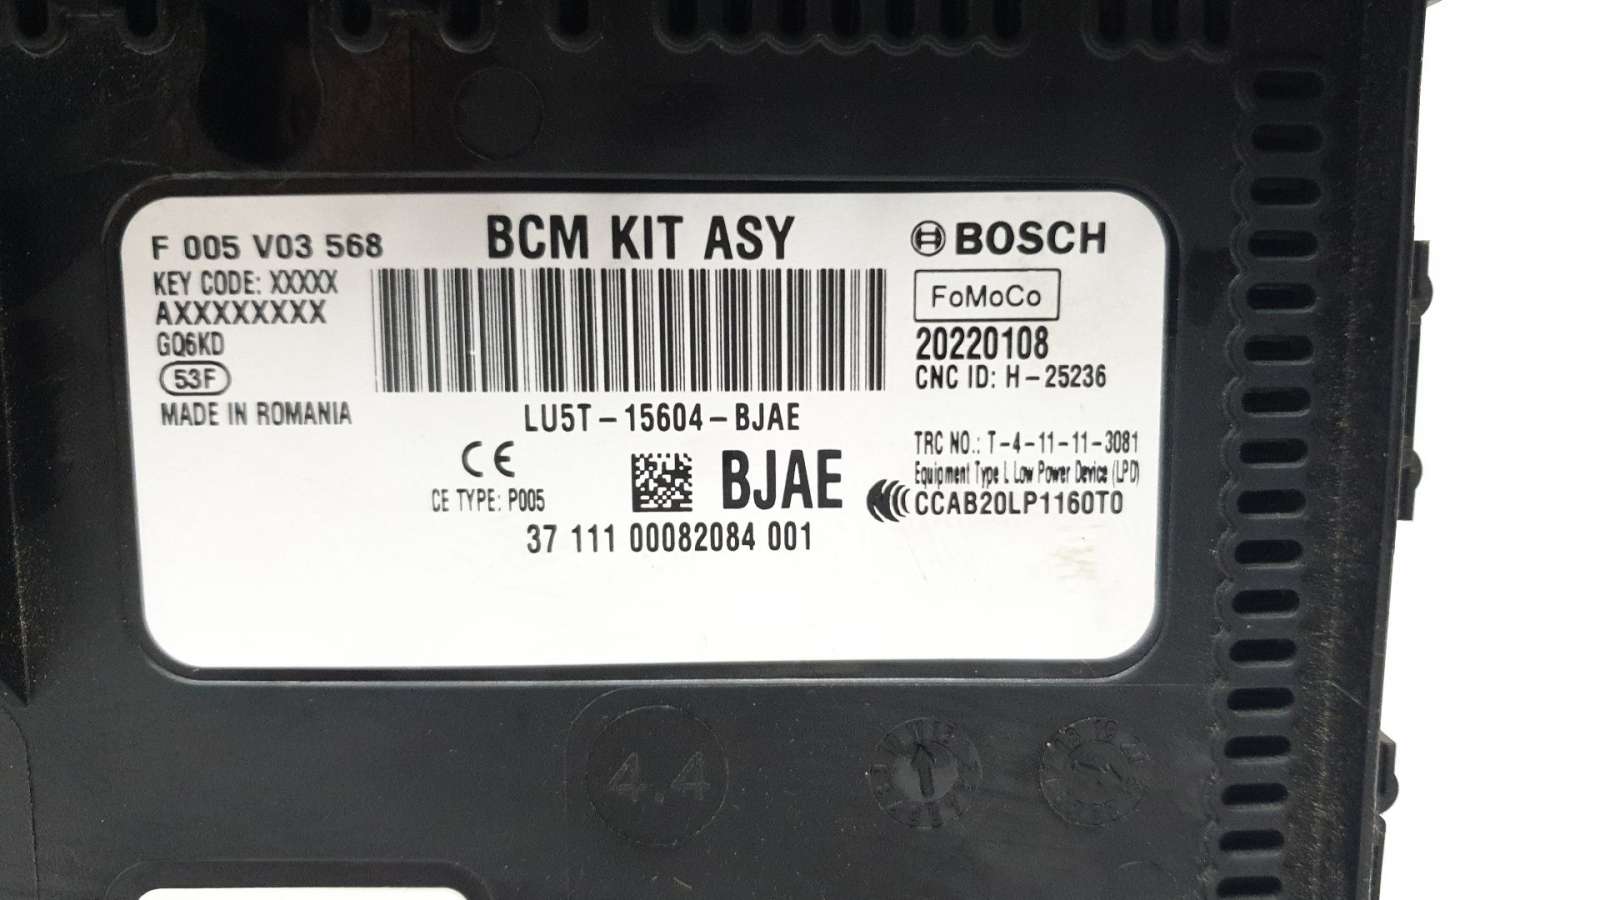 F 005 V03 568
BCM KIT ASY
BOSCH
KEY CODE: XXXXX
AXXXXXXXXX
GQ6KD
53F
MADE IN ROMANIA
FoMoCo
20220108
CNC ID: H-25236
LU5T-15604-BJAE
CE
CE TYPE: P005
BJAE
37 111 00082084 001
TRC NO.: T-4-11-11-3081
Equipment Type L Low Power Device (LPD)
CCAB20LP1160T0
4.4